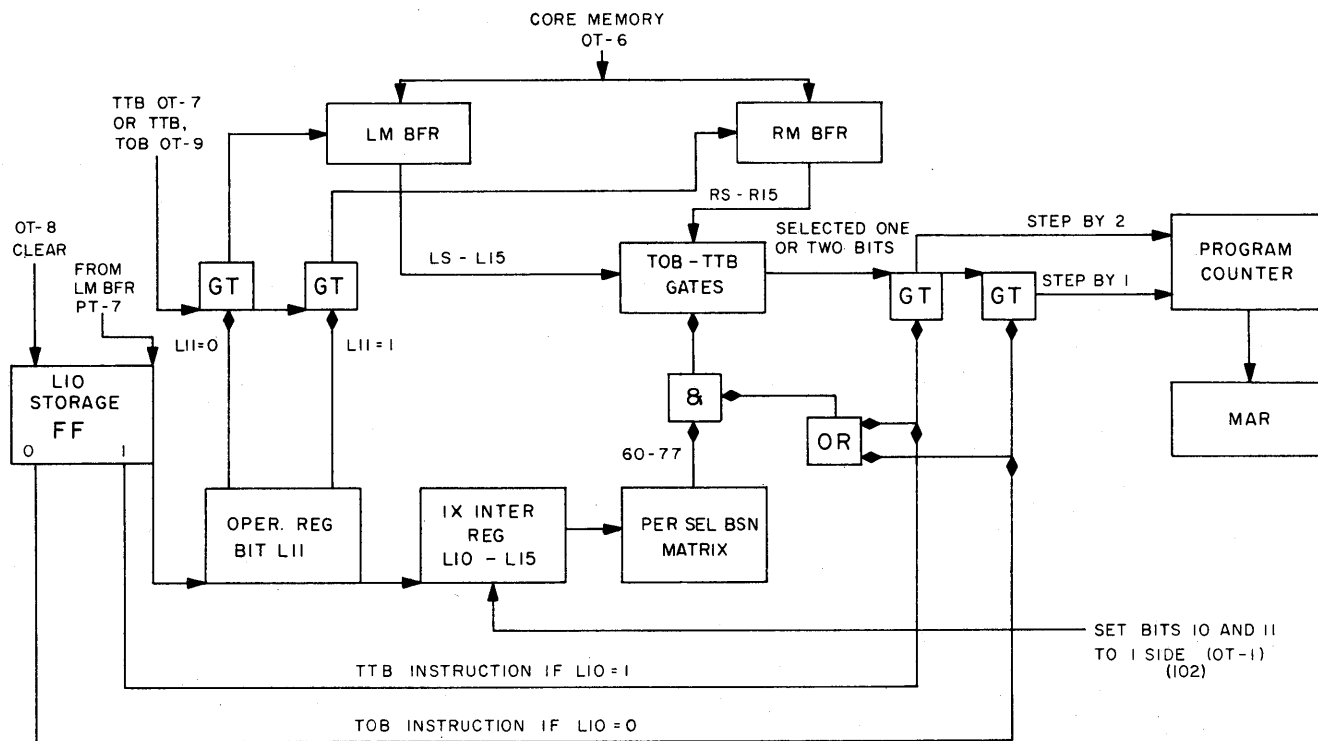 CORE MEMORY
OT-6
TTB OT-7
OR TTB,
TOB OT-9
LM BFR
RM BFR
RS-R15
OT-8
CLEAR
FROM
LM BFR
PT-7
GT
GT
LS-L15
TOB-TTB
GATES
SELECTED ONE
OR TWO BITS
GT
GT
STEP BY 2
STEP BY 1
PROGRAM
COUNTER
L11=0
L11=1
L10
STORAGE
FF
0 1
&
OR
MAR
60-77
OPER. REG
BIT L11
IX INTER
REG
L10-L15
PER SEL BSN
MATRIX
SET BITS 10 AND 11
TO 1 SIDE (OT-1)
(102)
TTB INSTRUCTION IF L10=1
TOB INSTRUCTION IF L10=0